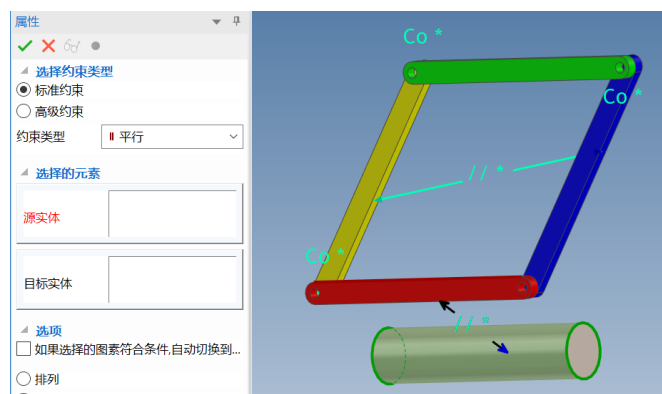 属性
选择约束类型
标准约束
高级约束
约束类型
平行
选择的元素
源实体
目标实体
选项
如果选择的图素符合条件,自动切换到...
排列
Co *
Co *
// *
Co *
// *